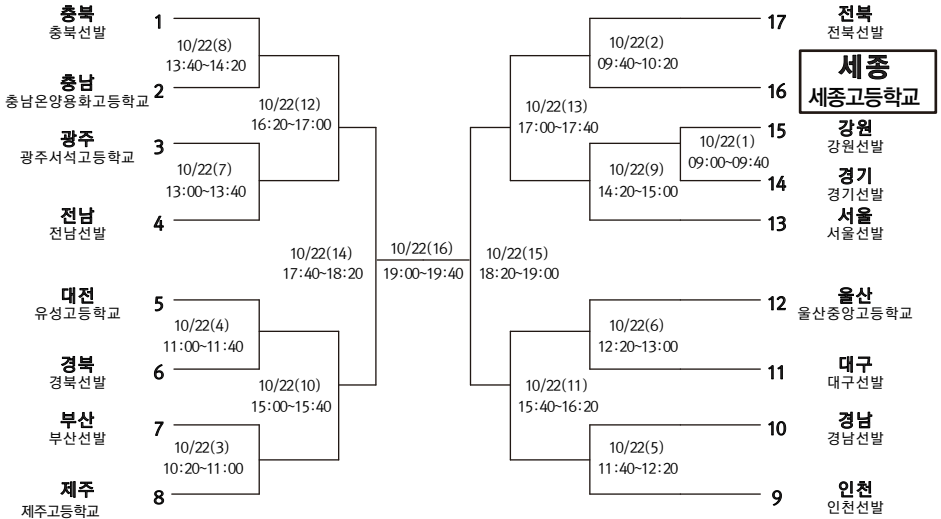 충북
충북선발
1
10/22(8)
13:40~14:20
충남
충남온양용화고등학교
2
10/22(12)
16:20~17:00
광주
광주서석고등학교
3
10/22(7)
13:00~13:40
전남
전남선발
4
10/22(14)
17:40~18:20
대전
유성고등학교
5
10/22(4)
11:00~11:40
경북
경북선발
6
10/22(10)
15:00~15:40
부산
부산선발
7
10/22(3)
10:20~11:00
제주
제주고등학교
8
10/22(16)
19:00~19:40
17
전북
전북선발
10/22(2)
09:40~10:20
16
세종
세종고등학교
10/22(13)
17:00~17:40
15
강원
강원선발
10/22(1)
09:00~09:40
10/22(9)
14:20~15:00
14
경기
경기선발
13
서울
서울선발
10/22(15)
18:20~19:00
12
울산
울산중앙고등학교
10/22(6)
12:20~13:00
11
대구
대구선발
10/22(11)
15:40~16:20
10
경남
경남선발
10/22(5)
11:40~12:20
9
인천
인천선발